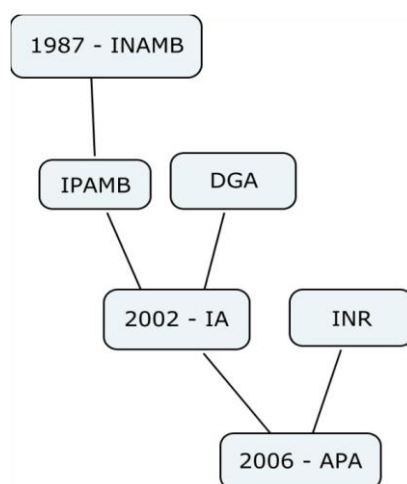 1987 - INAMB
IPAMB
DGA
2002 - IA
INR
2006 - APA